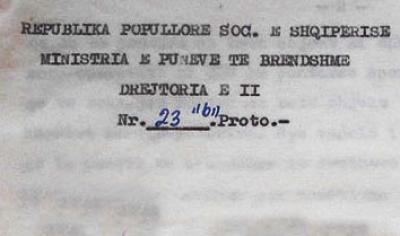 REPUBLIKA POPULLORE SOC. E SHQIPERISE
MINISTRIA E PUNEVE TE BRENDSHME
DREJTORIA E II
Nr. 23 "b" .Proto.-